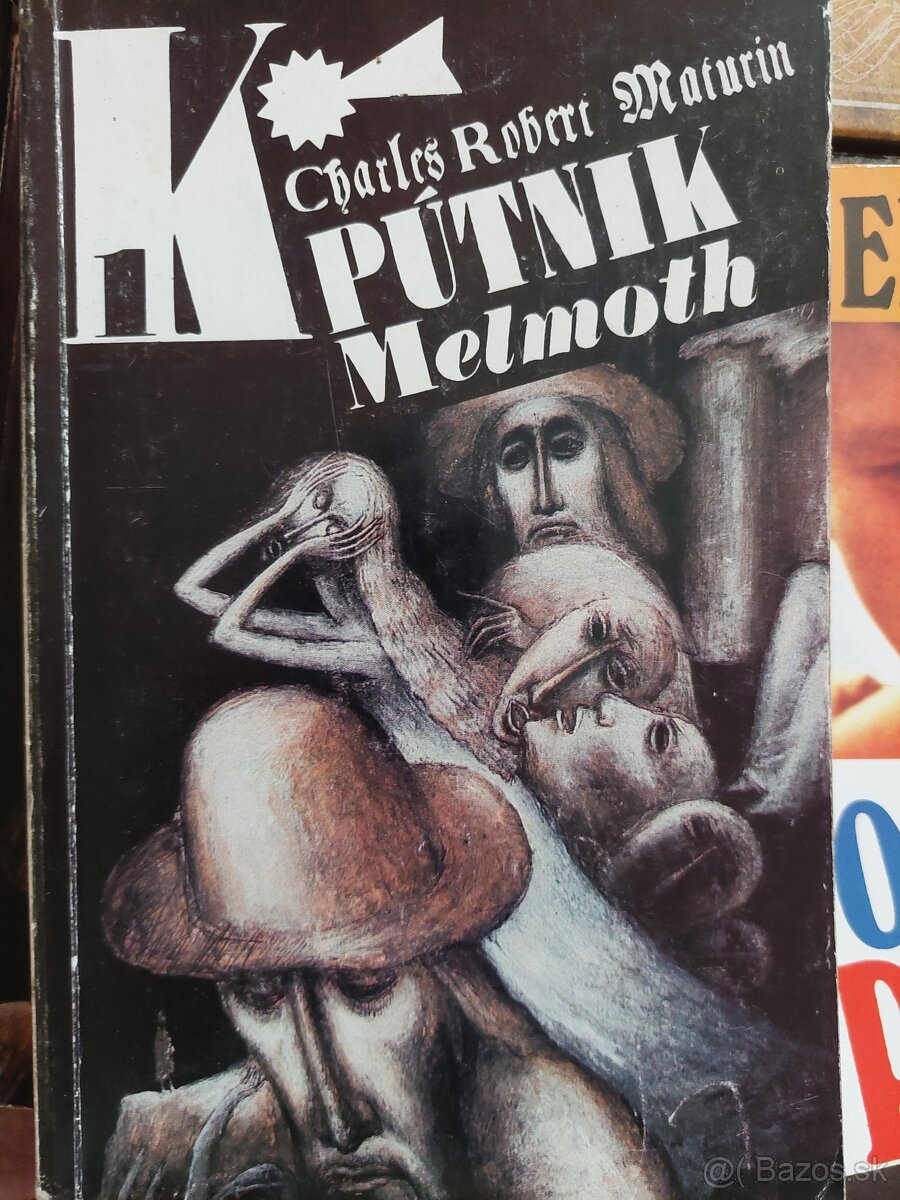 K
Charles Robert Maturin
PÚTNIK
Melmoth
E
O
@( Bazos.sk